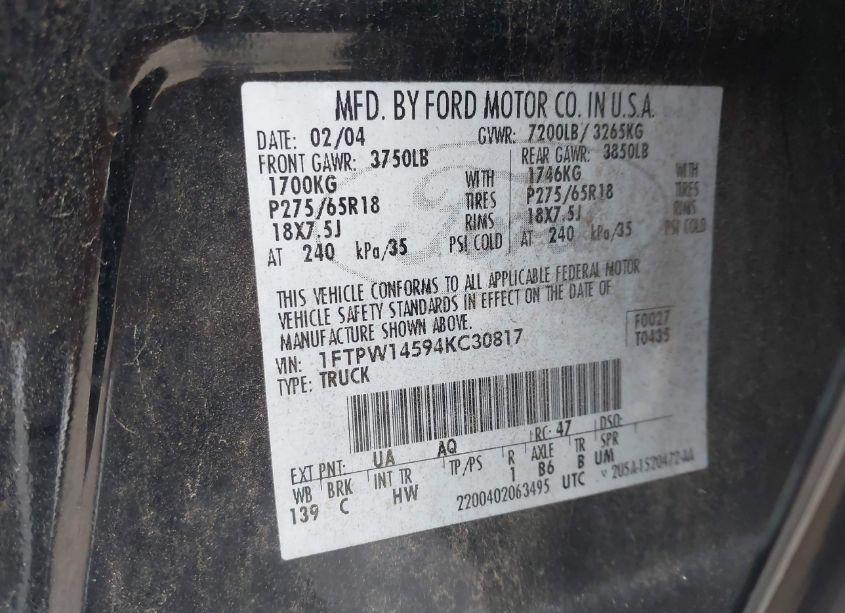 MFD. BY FORD MOTOR CO. IN U.S.A.
DATE: 02/04 GVWR: 7200LB/ 3265KG
FRONT GAWR: 3750LB REAR GAWR: 3850LB
1700KG WITH 1746KG WITH
P275/65R18 TIRES P275/65R18 TIRES
18X7.5J RIMS 18X7.5J RIMS
AT 240 kPa/35 PSI COLD AT 240 kPa/35 PSI COLD
THIS VEHICLE CONFORMS TO ALL APPLICABLE FEDERAL MOTOR
VEHICLE SAFETY STANDARDS IN EFFECT ON THE DATE OF
MANUFACTURE SHOWN ABOVE.
F0027
VIN: 1FTPW14594KC30817 T0435
TYPE: TRUCK
EXT PNT: UA AQ RC: 47 DSO:
WB BRK INT TR TP/PS R AXLE TR SPR
139 C HW 1 B6 B UM
2200402063495 UTC